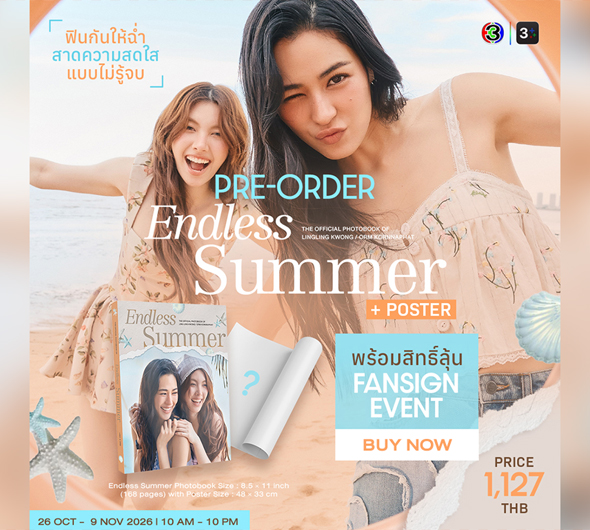 ฟินกันให้ฉ่ำ
สาดความสดใส
แบบไม่รู้จบ
3
3
PRE-ORDER
Endless
THE OFFICIAL PHOTOBOOK OF
LINGLING KWONG / ORM KORNNAPHAT
Summer
+ POSTER
Endless
Summer
พร้อมสิทธิ์ลุ้น
FANSIGN
EVENT
BUY NOW
?
Endless Summer Photobook Size : 8.5 × 11 inch
(168 pages) with Poster Size : 48 × 33 cm
PRICE
1,127
THB
26 OCT - 9 NOV 2026 | 10 AM - 10 PM